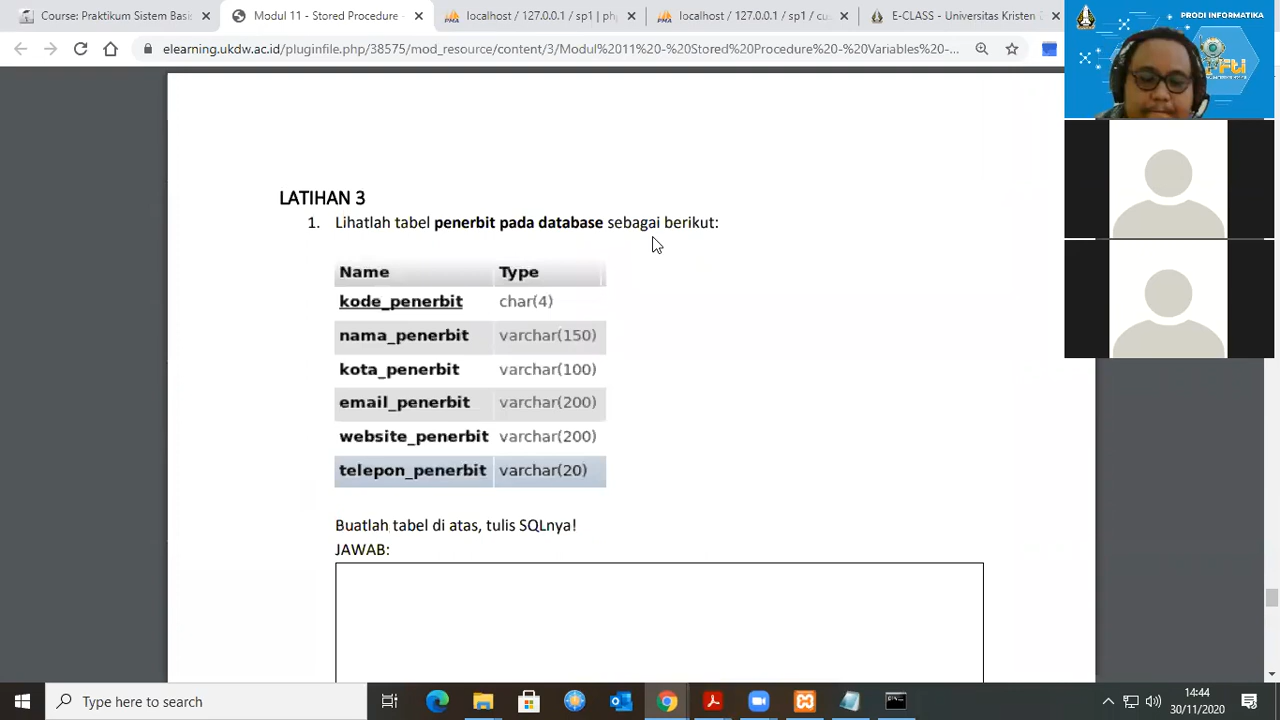 Course: Praktikum Sistem Basis
Modul 11 - Stored Procedure -
localhost / 127.0.0.1 / sp1 | ph
localhost / 127.0.0.1 / sp1 / cu
E-CLASS - Universitas Kristen D
elearning.ukdw.ac.id/pluginfile.php/38575/mod_resource/content/3/Modul%2011%20-%20Stored%20Procedure%20-%20Variables%20-...
PRODI INFORMATIKA
LATIHAN 3
1. Lihatlah tabel penerbit pada database sebagai berikut:
Name Type
kode_penerbit char(4)
nama_penerbit varchar(150)
kota_penerbit varchar(100)
email_penerbit varchar(200)
website_penerbit varchar(200)
telepon_penerbit varchar(20)
Buatlah tabel di atas, tulis SQLnya!
JAWAB:
Type here to search
14:44
30/11/2020